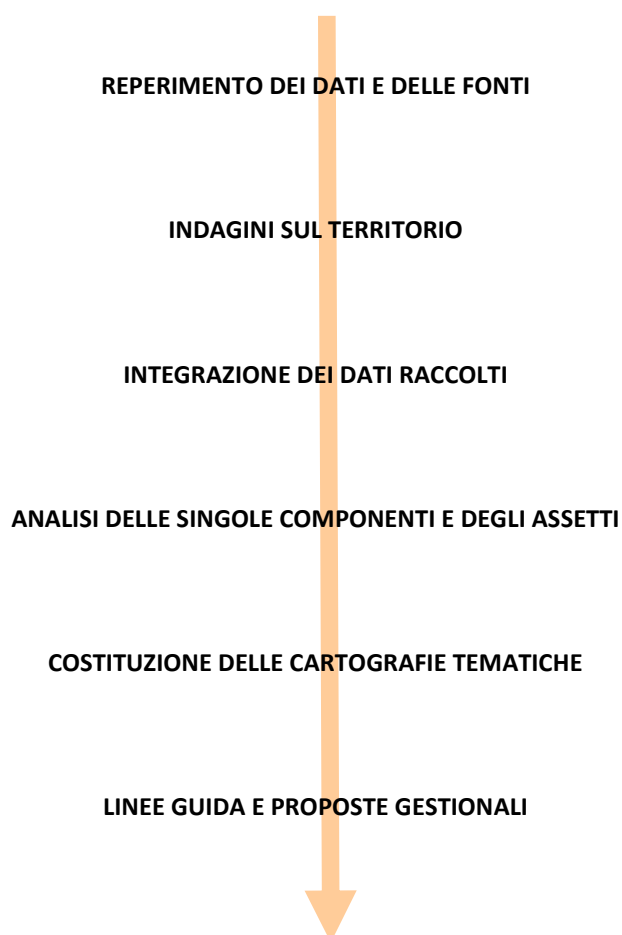 REPERIMENTO DEI DATI E DELLE FONTI
INDAGINI SUL TERRITORIO
INTEGRAZIONE DEI DATI RACCOLTI
ANALISI DELLE SINGOLE COMPONENTI E DEGLI ASSETTI
COSTITUZIONE DELLE CARTOGRAFIE TEMATICHE
LINEE GUIDA E PROPOSTE GESTIONALI